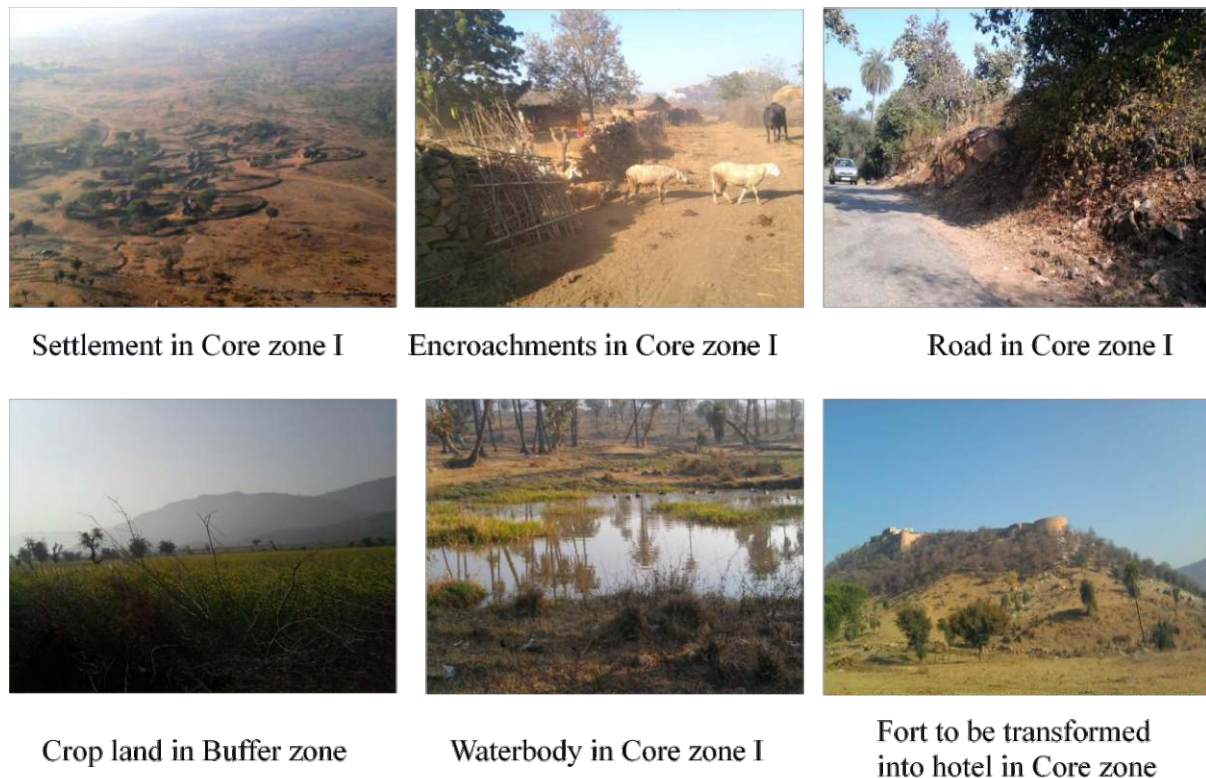 Settlement in Core zone I
Encroachments in Core zone I
Road in Core zone I
Crop land in Buffer zone
Waterbody in Core zone I
Fort to be transformed
into hotel in Core zone